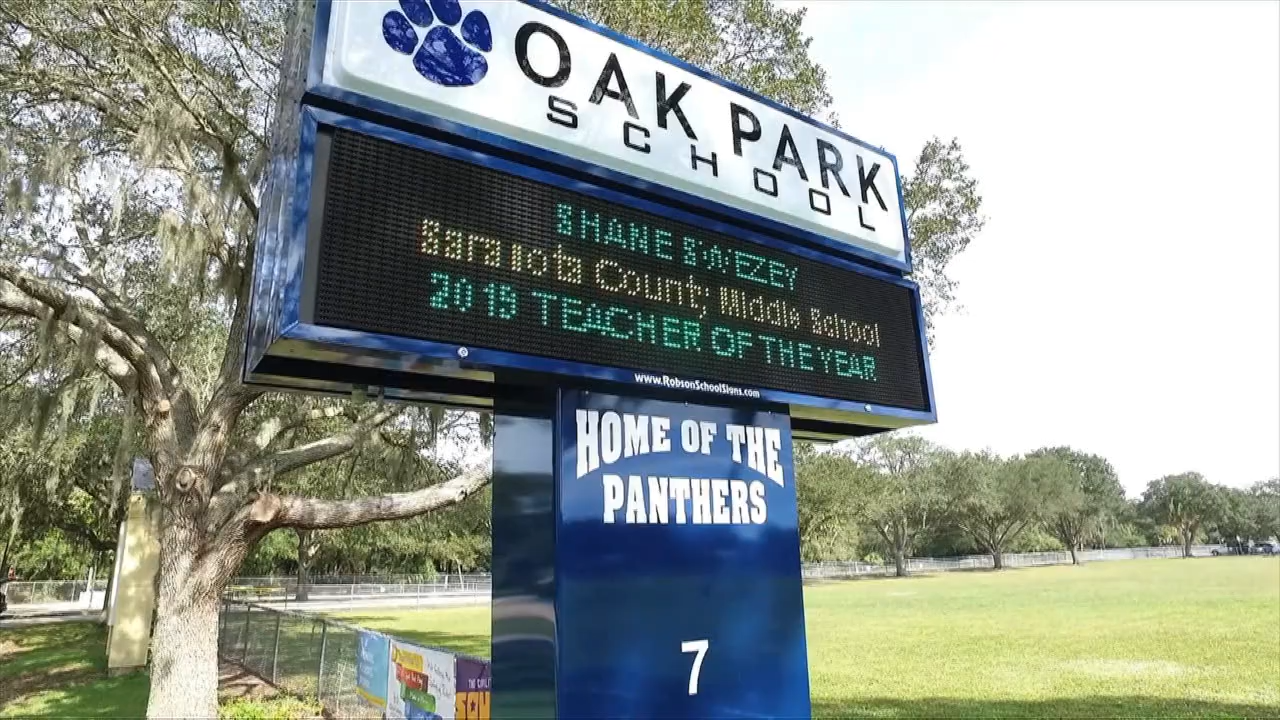 OAK PARK
SCHOOL
SHANE SWEZEY
Sarasota County Middle School
2019 TEACHER OF THE YEAR
www.RobsonSchoolSigns.com
HOME OF THE
PANTHERS
7